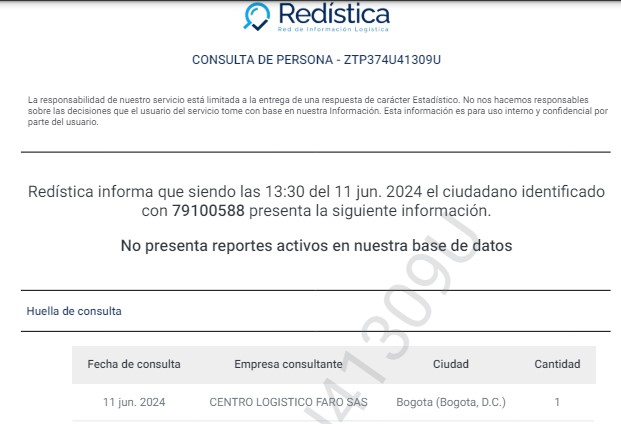 Redística
Red de Información Logística
CONSULTA DE PERSONA - ZTP374U41309U
La responsabilidad de nuestro servicio está limitada a la entrega de una respuesta de carácter Estadístico. No nos hacemos responsables
sobre las decisiones que el usuario del servicio tome con base en nuestra Información. Esta información es para uso interno y confidencial por
parte del usuario.
Redística informa que siendo las 13:30 del 11 jun. 2024 el ciudadano identificado
con 79100588 presenta la siguiente información.
No presenta reportes activos en nuestra base de datos
Huella de consulta
Fecha de consulta Empresa consultante Ciudad Cantidad
11 jun. 2024 CENTRO LOGISTICO FARO SAS Bogota (Bogota, D.C.) 1
U41309U